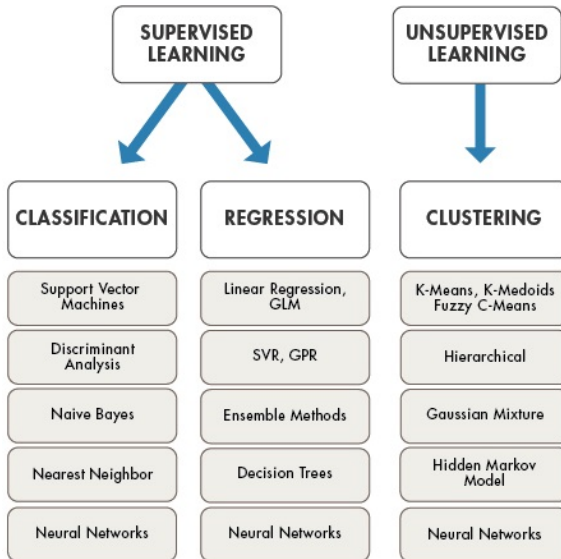 SUPERVISED
LEARNING
UNSUPERVISED
LEARNING
CLASSIFICATION
REGRESSION
CLUSTERING
Support Vector
Machines
Linear Regression,
GLM
K-Means, K-Medoids
Fuzzy C-Means
Discriminant
Analysis
SVR, GPR
Hierarchical
Naive Bayes
Ensemble Methods
Gaussian Mixture
Nearest Neighbor
Decision Trees
Hidden Markov
Model
Neural Networks
Neural Networks
Neural Networks